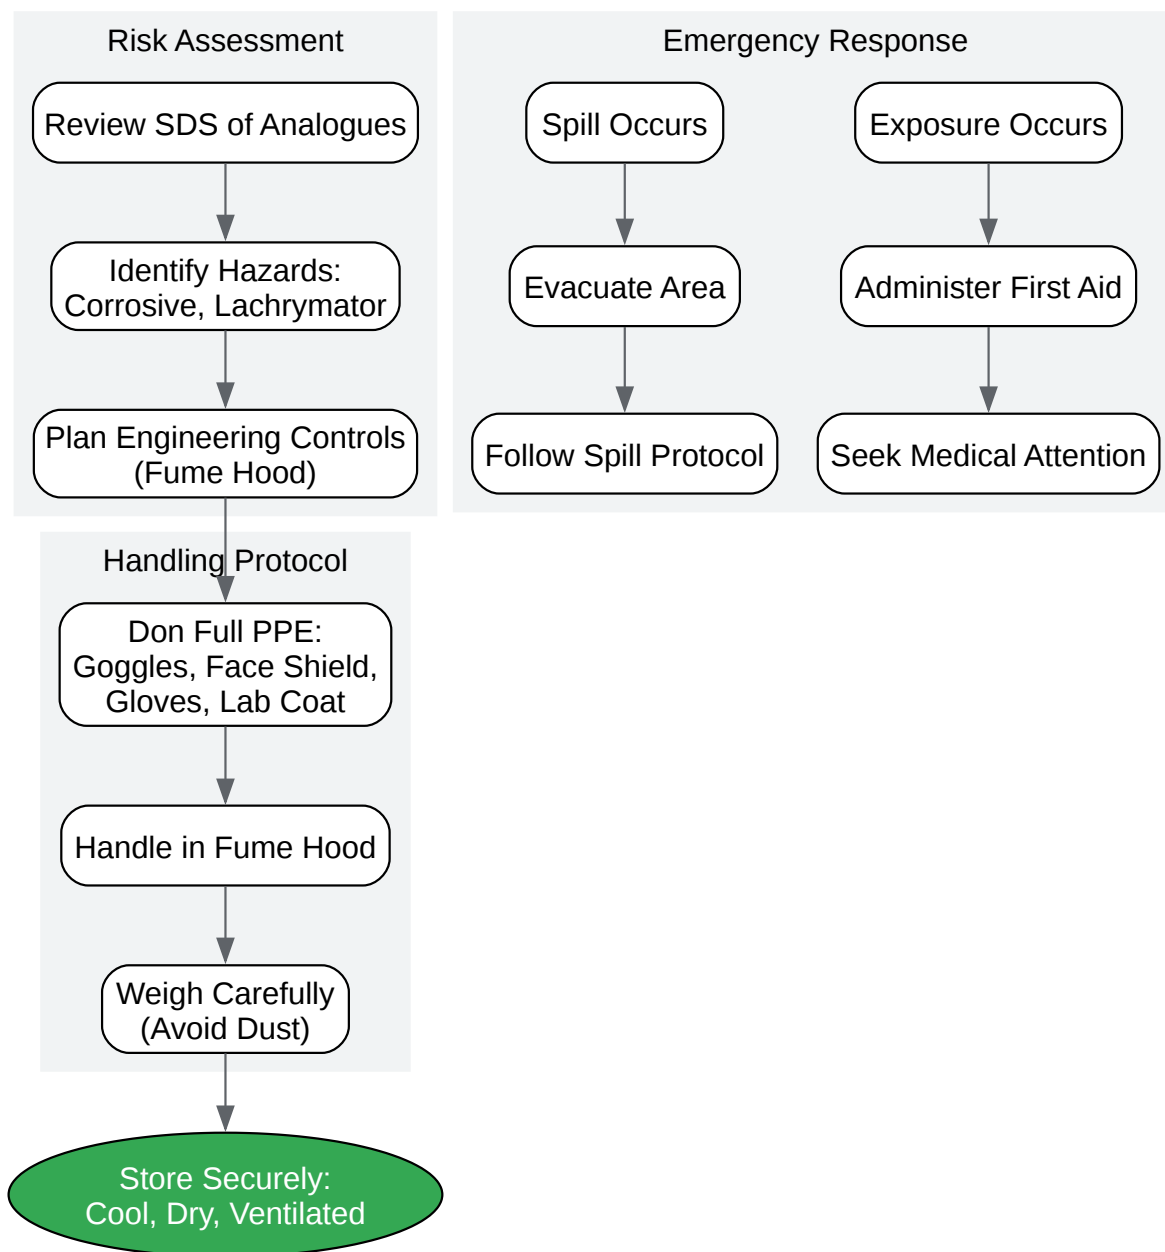 Risk Assessment
Review SDS of Analogues
Identify Hazards:
Corrosive, Lachrymator
Plan Engineering Controls
(Fume Hood)
Emergency Response
Spill Occurs
Evacuate Area
Follow Spill Protocol
Exposure Occurs
Administer First Aid
Seek Medical Attention
Handling Protocol
Don Full PPE:
Goggles, Face Shield,
Gloves, Lab Coat
Handle in Fume Hood
Weigh Carefully
(Avoid Dust)
Store Securely:
Cool, Dry, Ventilated